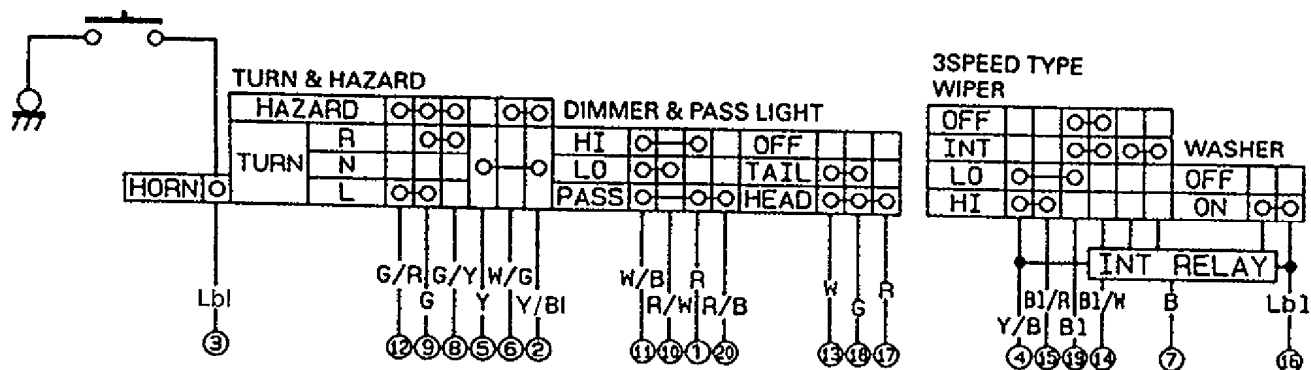 TURN & HAZARD
HAZARD
TURN
R
N
L
HORN
DIMMER & PASS LIGHT
HI
LO
PASS
OFF
TAIL
HEAD
3SPEED TYPE
WIPER
OFF
INT
LO
HI
WASHER
OFF
ON
INT RELAY
Lbl
G/R
G
G/Y
Y
W/G
Y/Bl
W/B
R/W
R
R/B
W
G
R
Y/B
Bl/R
Bl
Bl/W
B
Lbl
3
12
9
8
5
6
2
11
10
1
20
13
18
17
4
15
19
14
7
16